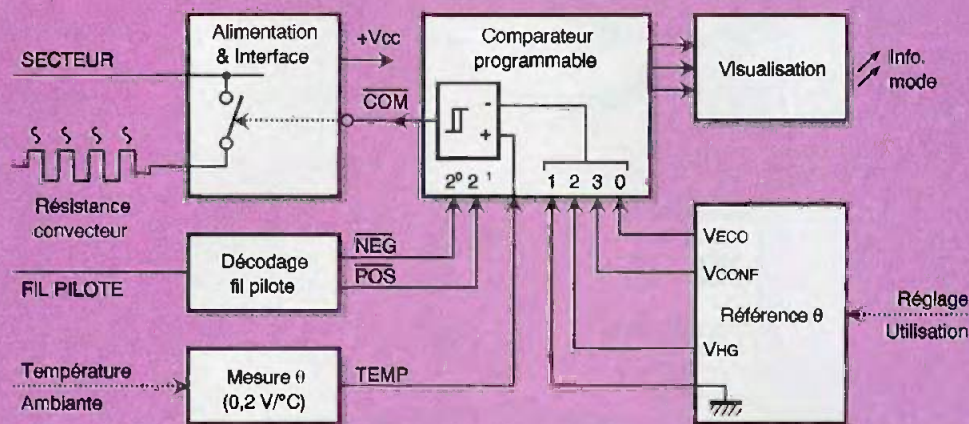 SECTEUR
Résistance
convecteur
FIL PILOTE
Température
Ambiante
Alimentation
& Interface
+Vcc
COM
Décodage
fil pilote
NEG
POS
Mesure θ
(0,2 V/°C)
TEMP
Comparateur
programmable
-
+
2⁰ 2¹
1 2 3 0
Visualisation
Info.
mode
VECO
VCONF
Référence θ
VHG
Réglage
Utilisation